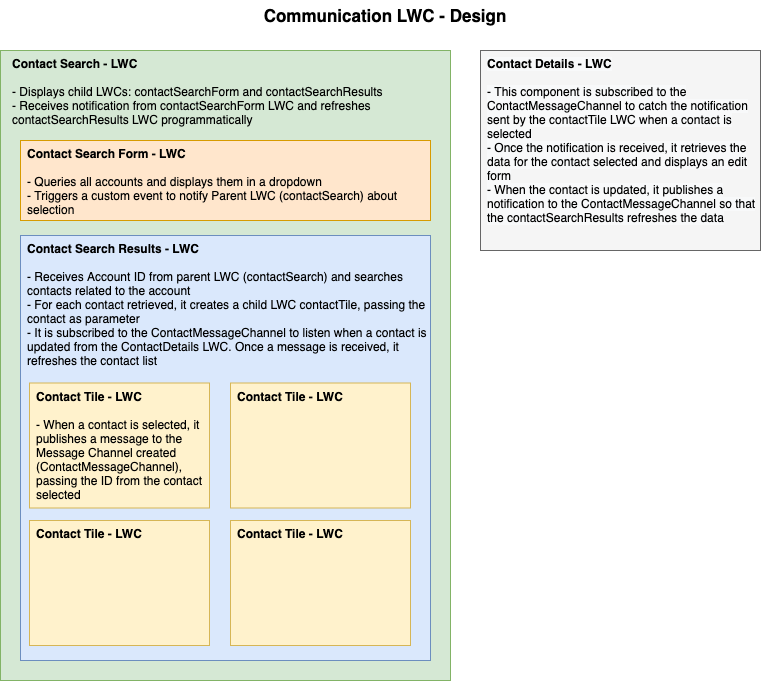 Communication LWC - Design
Contact Search - LWC
- Displays child LWCs: contactSearchForm and contactSearchResults
- Receives notification from contactSearchForm LWC and refreshes
contactSearchResults LWC programmatically
Contact Search Form - LWC
- Queries all accounts and displays them in a dropdown
- Triggers a custom event to notify Parent LWC (contactSearch) about
selection
Contact Search Results - LWC
- Receives Account ID from parent LWC (contactSearch) and searches
contacts related to the account
- For each contact retrieved, it creates a child LWC contactTile, passing the
contact as parameter
- It is subscribed to the ContactMessageChannel to listen when a contact is
updated from the ContactDetails LWC. Once a message is received, it
refreshes the contact list
Contact Tile - LWC
- When a contact is selected, it
publishes a message to the
Message Channel created
(ContactMessageChannel),
passing the ID from the contact
selected
Contact Tile - LWC
Contact Tile - LWC
Contact Tile - LWC
Contact Details - LWC
- This component is subscribed to the
ContactMessageChannel to catch the notification
sent by the contactTile LWC when a contact is
selected
- Once the notification is received, it retrieves the
data for the contact selected and displays an edit
form
- When the contact is updated, it publishes a
notification to the ContactMessageChannel so that
the contactSearchResults refreshes the data